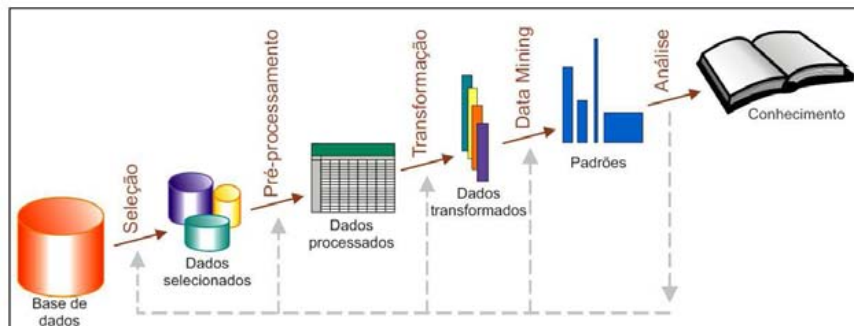 Seleção
Pré-processamento
Transformação
Data Mining
Análise
Base de
dados
Dados
selecionados
Dados
processados
Dados
transformados
Padrões
Conhecimento